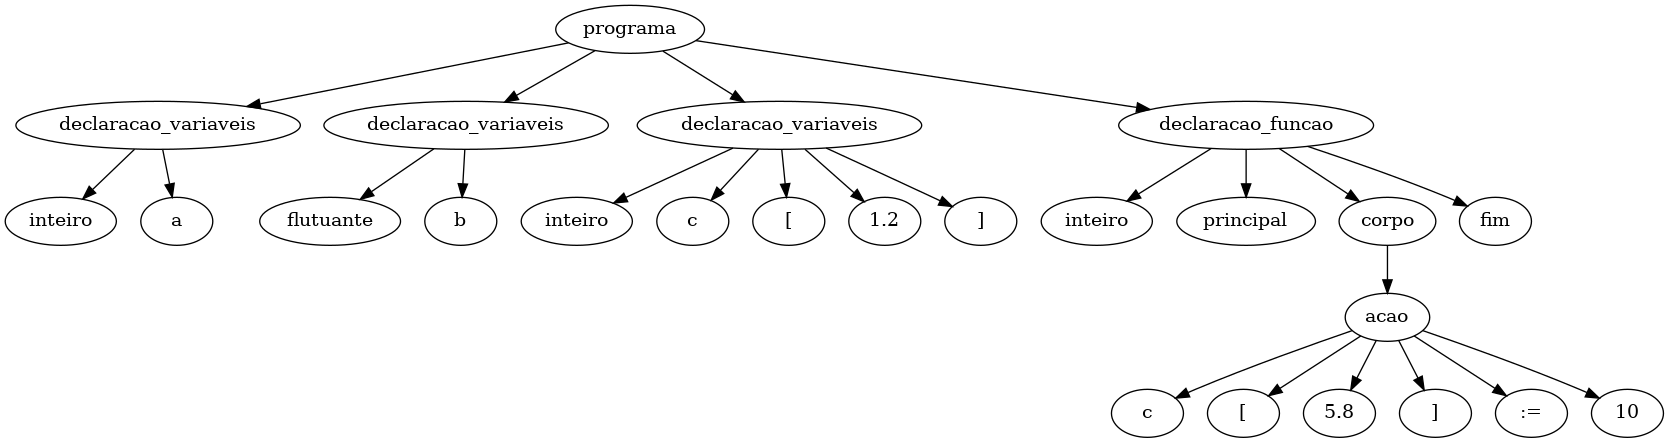 programa
declaracao_variaveis declaracao_variaveis declaracao_variaveis declaracao_funcao
inteiro a flutuante b inteiro c [ 1.2 ] inteiro principal corpo fim
acao
c [ 5.8 ] := 10